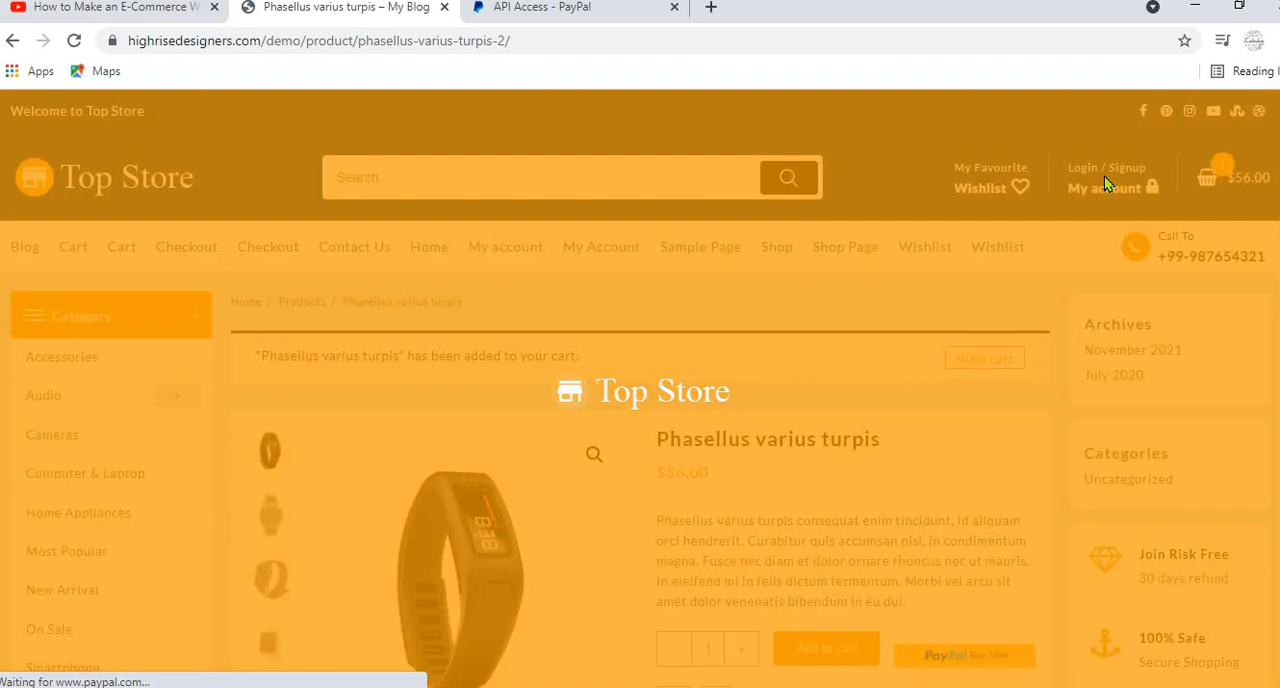 How to Make an E-Commerce W
Phasellus varius turpis – My Blog
API Access - PayPal
highrisedesigners.com/demo/product/phasellus-varius-turpis-2/
Apps
Maps
Reading l
Welcome to Top Store
Top Store
Search..
My Favourite
Wishlist
Login / Signup
My account
1
$56.00
Blog Cart Cart Checkout Checkout Contact Us Home My account My Account Sample Page Shop Shop Page Wishlist Wishlist
Call To
+99-987654321
Category
Accessories
Audio
Cameras
Computer & Laptop
Home Appliances
Most Popular
New Arrival
On Sale
Smartphone
Home / Products / Phasellus varius turpis
"Phasellus varius turpis" has been added to your cart.
View cart
Top Store
Phasellus varius turpis
$56.00
Phasellus varius turpis consequat enim tincidunt, id aliquam
orci hendrerit. Curabitur quis accumsan nisl, in condimentum
magna. Fusce nec diam et dolor ornare rhoncus nec ut mauris.
In eleifend mi in felis dictum fermentum. Morbi vel arcu sit
amet dolor venenatis bibendum in eu dui.
- 1 +
Add to cart
PayPal Buy Now
Archives
November 2021
July 2020
Categories
Uncategorized
Join Risk Free
30 days refund
100% Safe
Secure Shopping
Waiting for www.paypal.com...